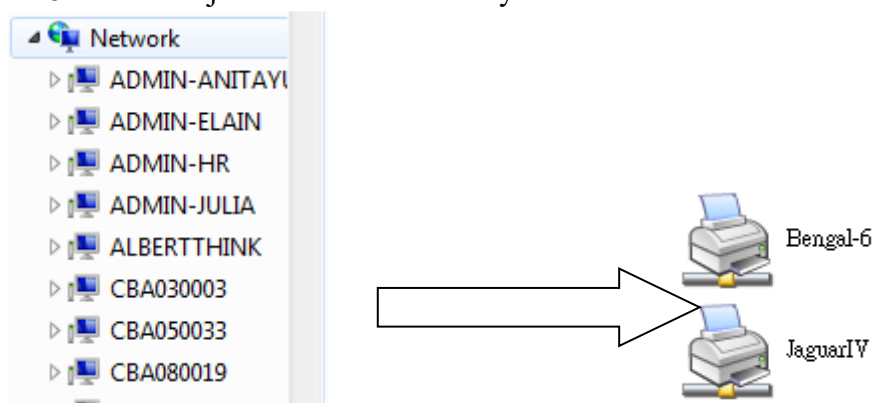 Network
ADMIN-ANITAYU
ADMIN-ELAIN
ADMIN-HR
ADMIN-JULIA
ALBERTTHINK
CBA030003
CBA050033
CBA080019
Bengal-6
JaguarIV